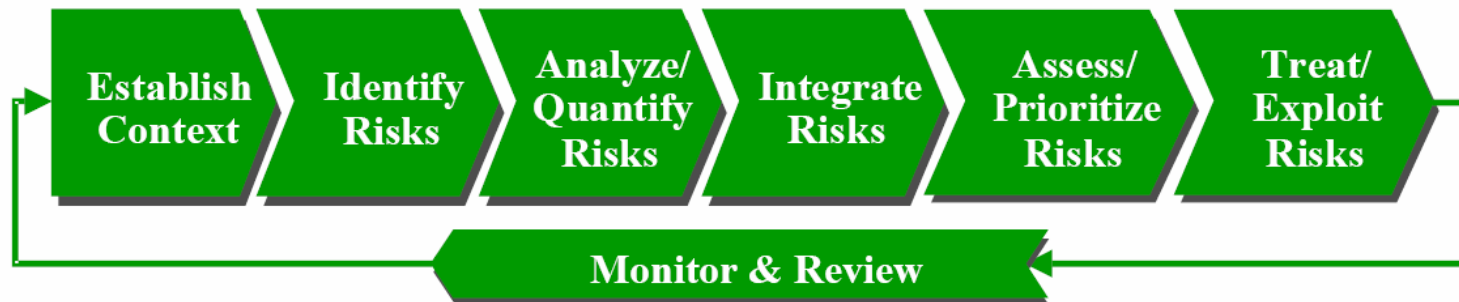 Establish
Context
Identify
Risks
Analyze/
Quantify
Risks
Integrate
Risks
Assess/
Prioritize
Risks
Treat/
Exploit
Risks
Monitor & Review